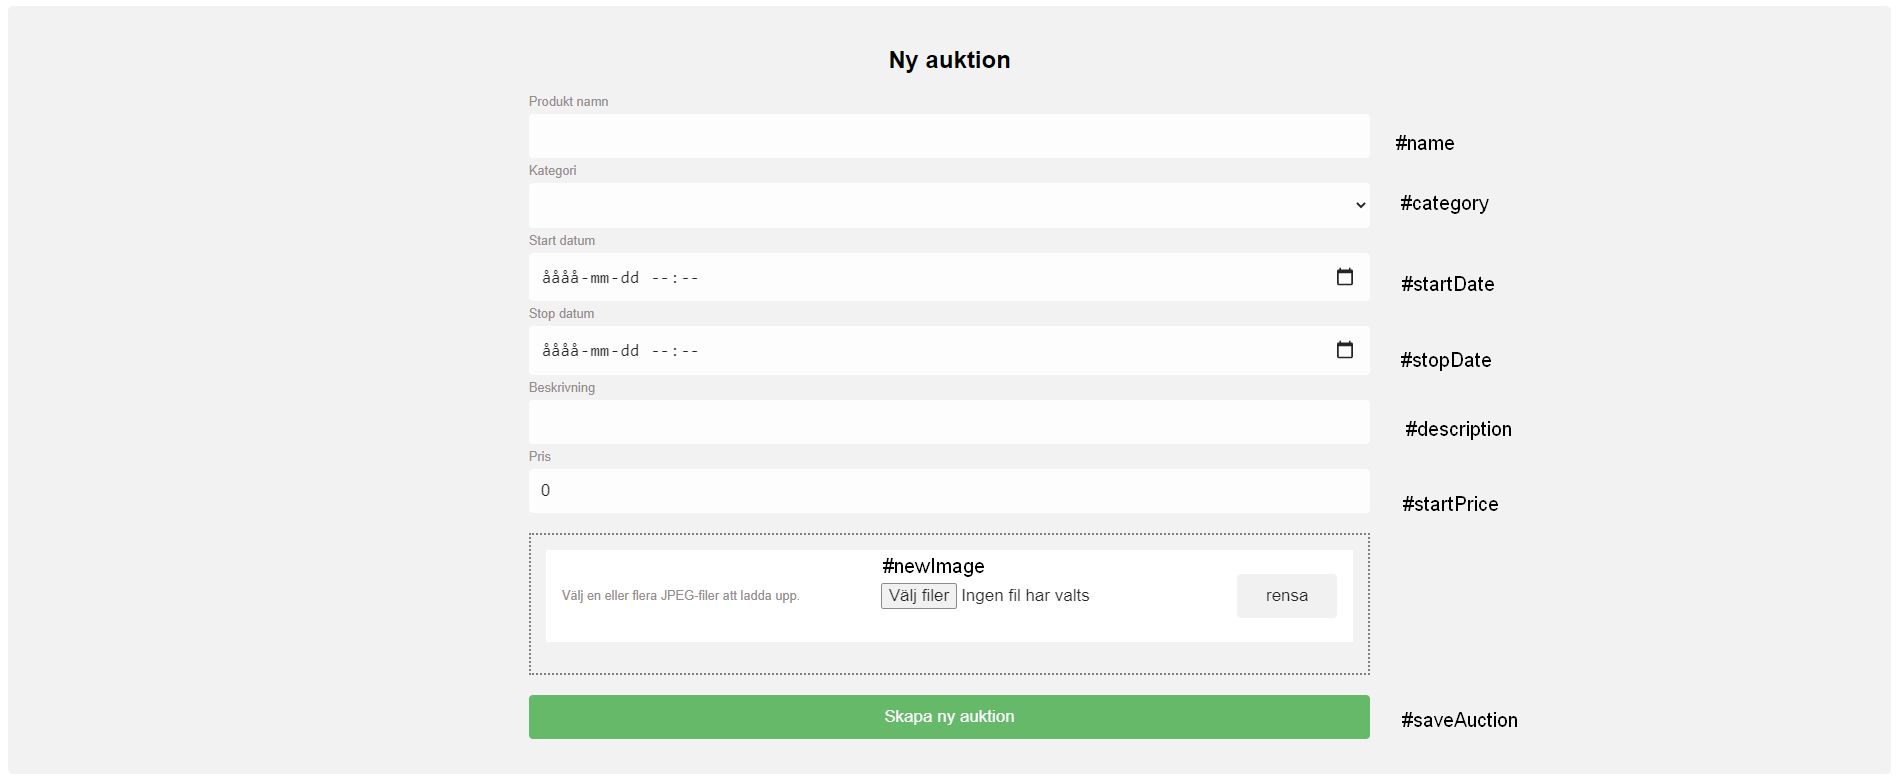 Ny auktion
Produkt namn
#name
Kategori
#category
Start datum
åååå-mm-dd --:--
#startDate
Stop datum
åååå-mm-dd --:--
#stopDate
Beskrivning
#description
Pris
0
#startPrice
#newImage
Välj en eller flera JPEG-filer att ladda upp. Välj filer Ingen fil har valts rensa
Skapa ny auktion
#saveAuction